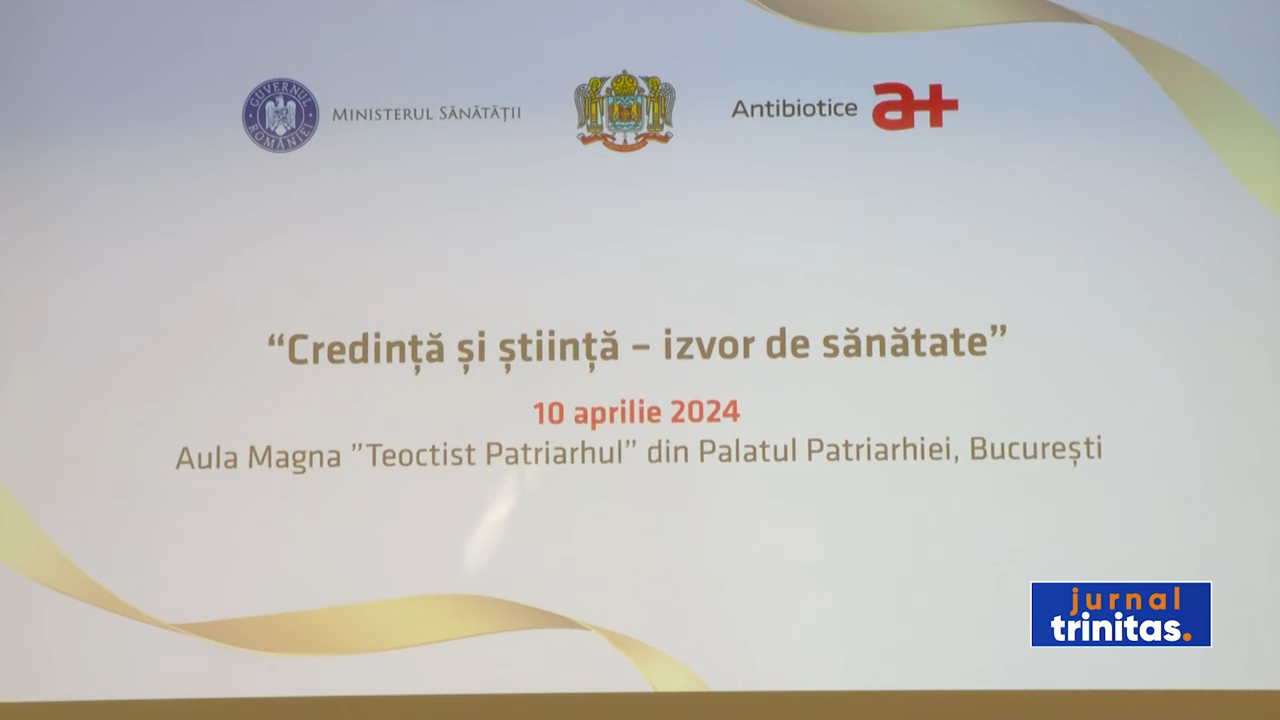 GUVERNUL ROMÂNIEI
MINISTERUL SĂNĂTĂȚII
Antibiotice a+
“Credință și știință – izvor de sănătate”
10 aprilie 2024
Aula Magna ”Teoctist Patriarhul” din Palatul Patriarhiei, București
jurnal
trinitas.